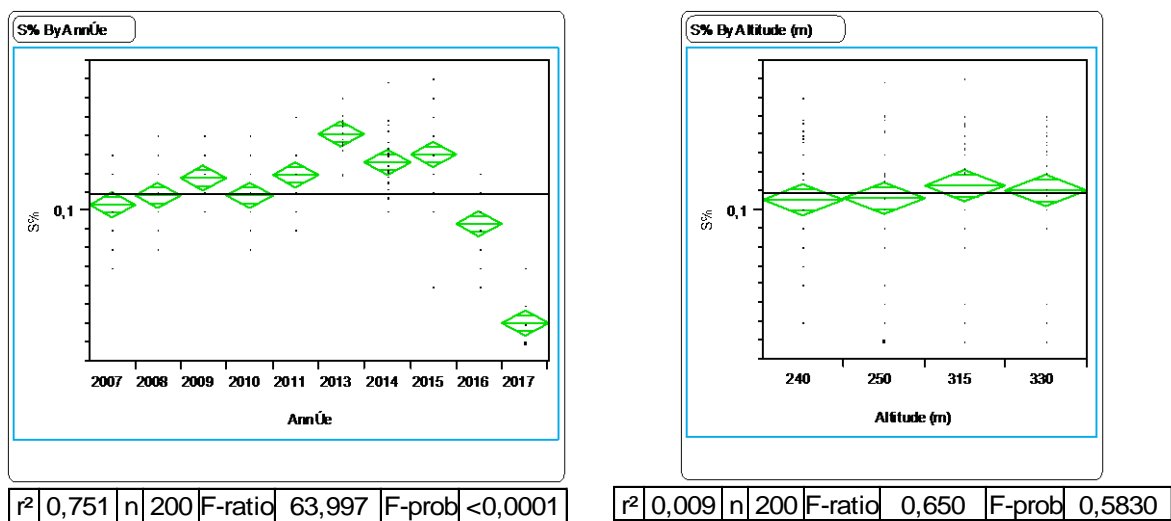 S% By AnnÚe
0,1
S%
2007 2008 2009 2010 2011 2013 2014 2015 2016 2017
AnnÚe
r² 0,751 n 200 F-ratio 63,997 F-prob <0,0001
S% By Altitude (m)
0,1
S%
240 250 315 330
Altitude (m)
r² 0,009 n 200 F-ratio 0,650 F-prob 0,5830